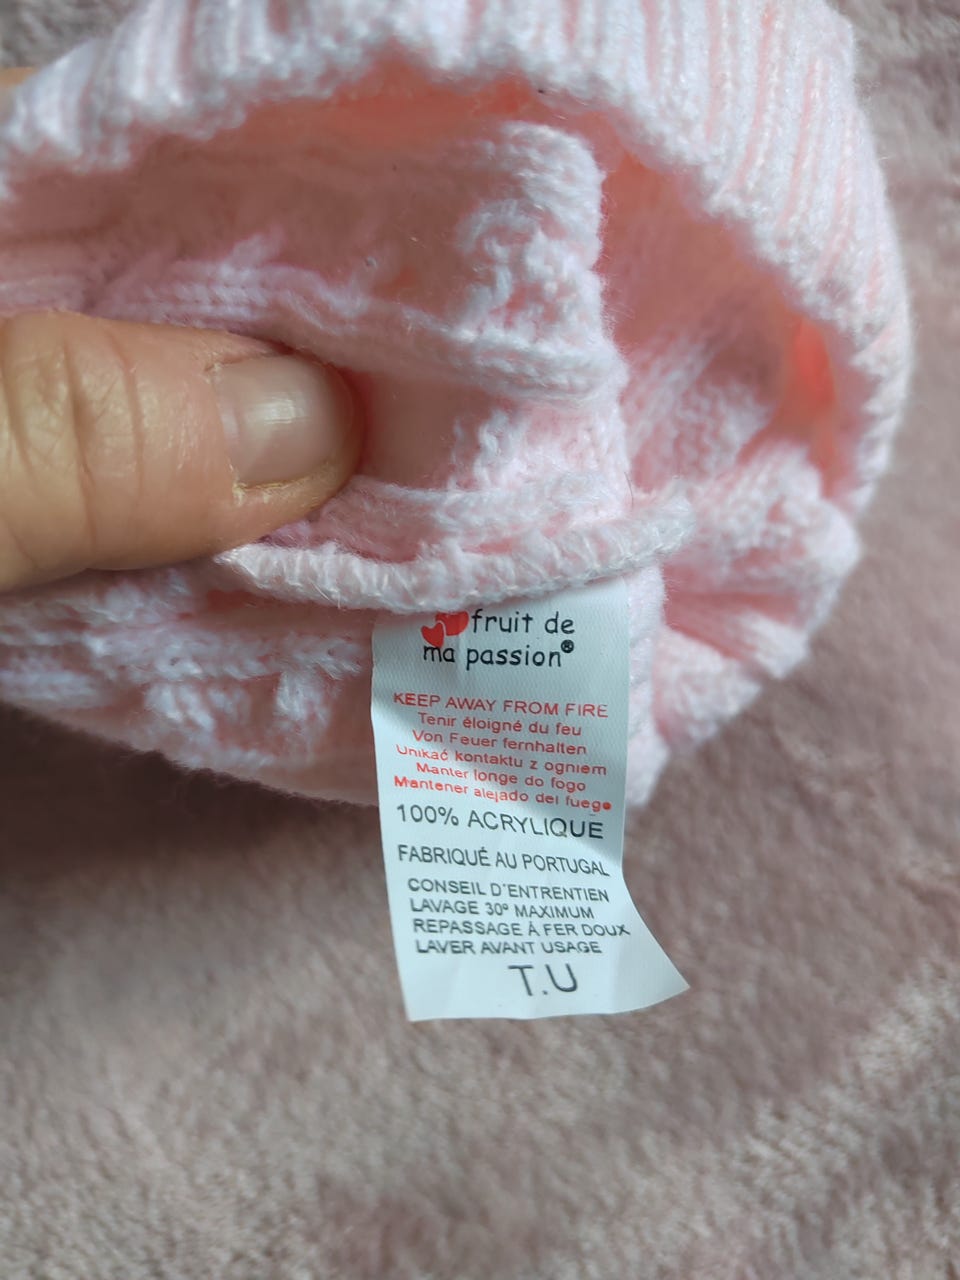 fruit de
ma passion®
KEEP AWAY FROM FIRE
Tenir éloigné du feu
Von Feuer fernhalten
Unikać kontaktu z ogniem
Manter longe do fogo
Mantener alejado del fuego
100% ACRYLIQUE
FABRIQUÉ AU PORTUGAL
CONSEIL D'ENTRETIEN
LAVAGE 30º MAXIMUM
REPASSAGE À FER DOUX
LAVER AVANT USAGE
T.U